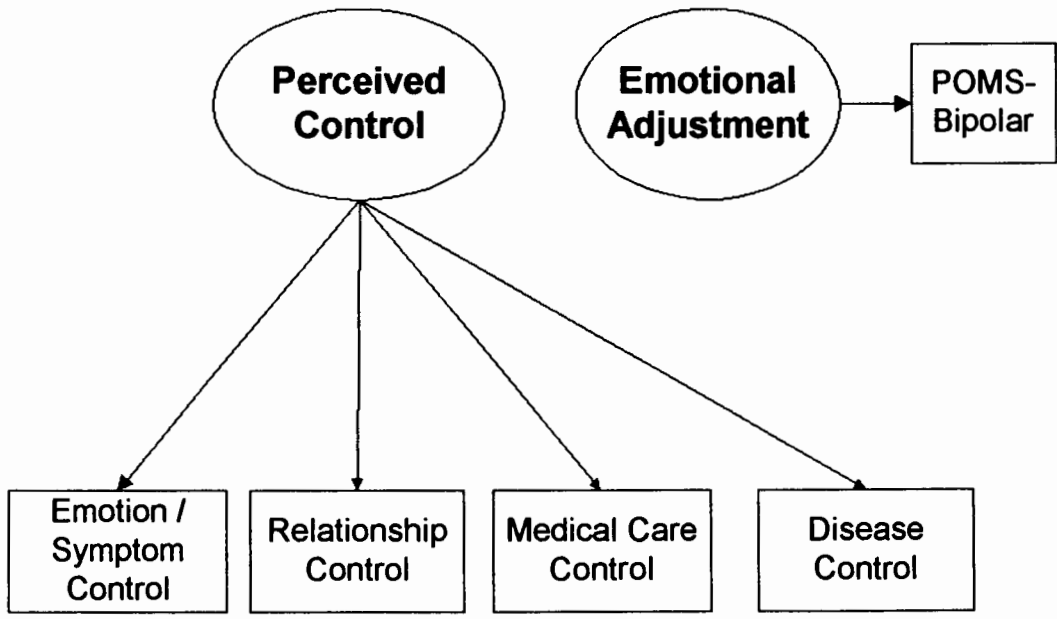 Perceived
Control
Emotional
Adjustment
POMS-
Bipolar
Emotion /
Symptom
Control
Relationship
Control
Medical Care
Control
Disease
Control